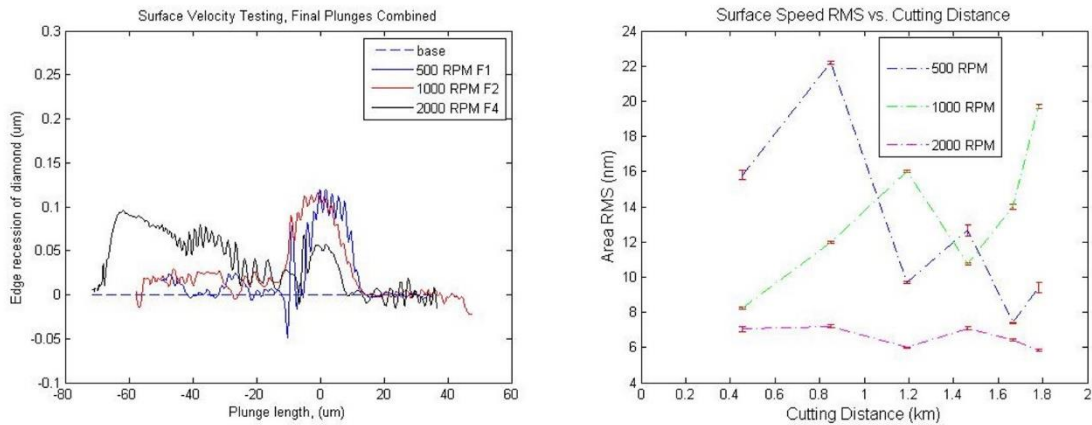 Surface Velocity Testing, Final Plunges Combined
0.3
0.25
0.2
0.15
0.1
0.05
0
-0.05
-0.1
-80 -60 -40 -20 0 20 40 60
Plunge length, (um)
Edge recession of diamond (um)
base
500 RPM F1
1000 RPM F2
2000 RPM F4
Surface Speed RMS vs. Cutting Distance
24
22
20
18
16
14
12
10
8
6
4
0 0.2 0.4 0.6 0.8 1 1.2 1.4 1.6 1.8 2
Cutting Distance (km)
Area RMS (nm)
500 RPM
1000 RPM
2000 RPM